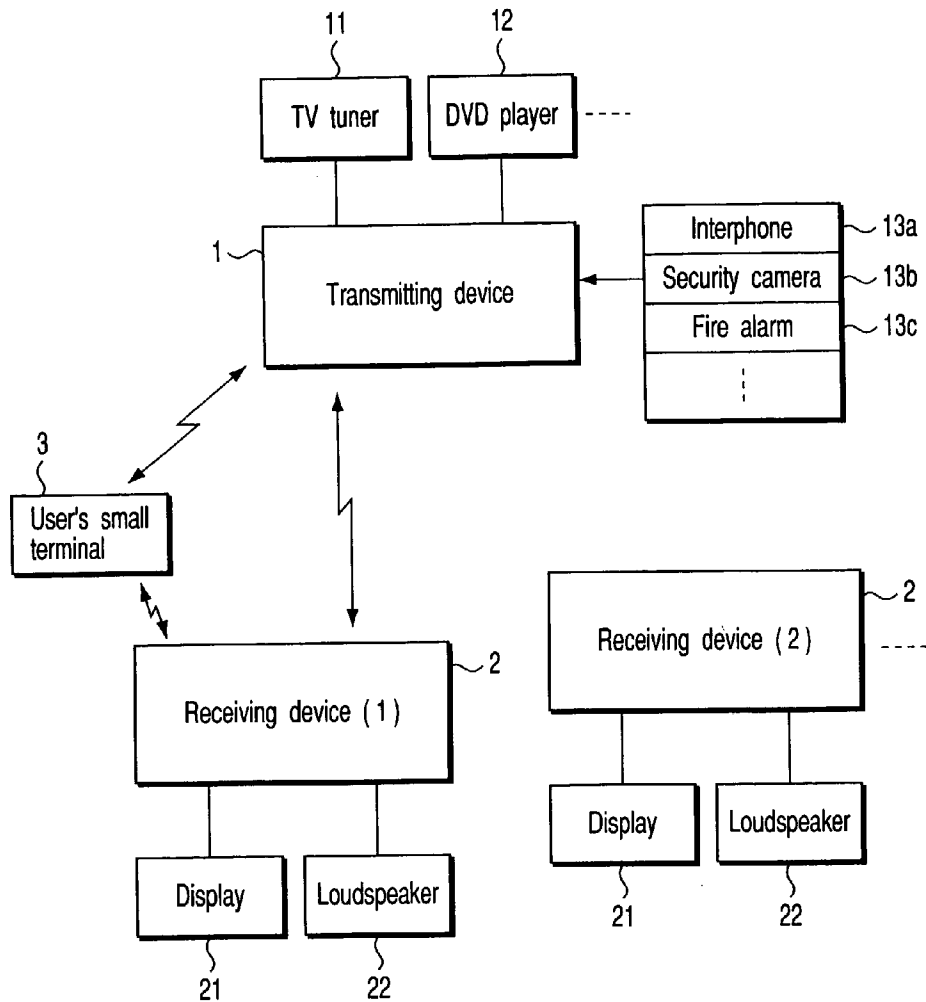 11
12
TV tuner
DVD player
1
Transmitting device
Interphone
13a
Security camera
13b
Fire alarm
13c
3
User's small
terminal
2
Receiving device (1)
2
Receiving device (2)
Display
Loudspeaker
21
22
Display
Loudspeaker
21
22